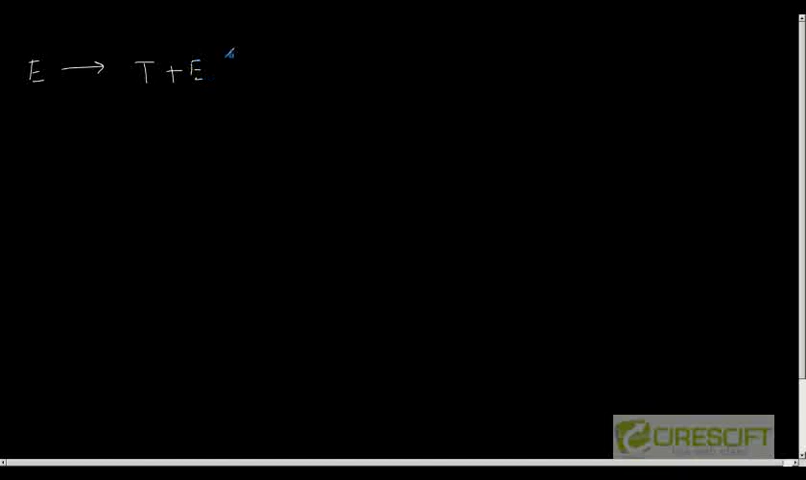 E → T + E
CIRESCIFT